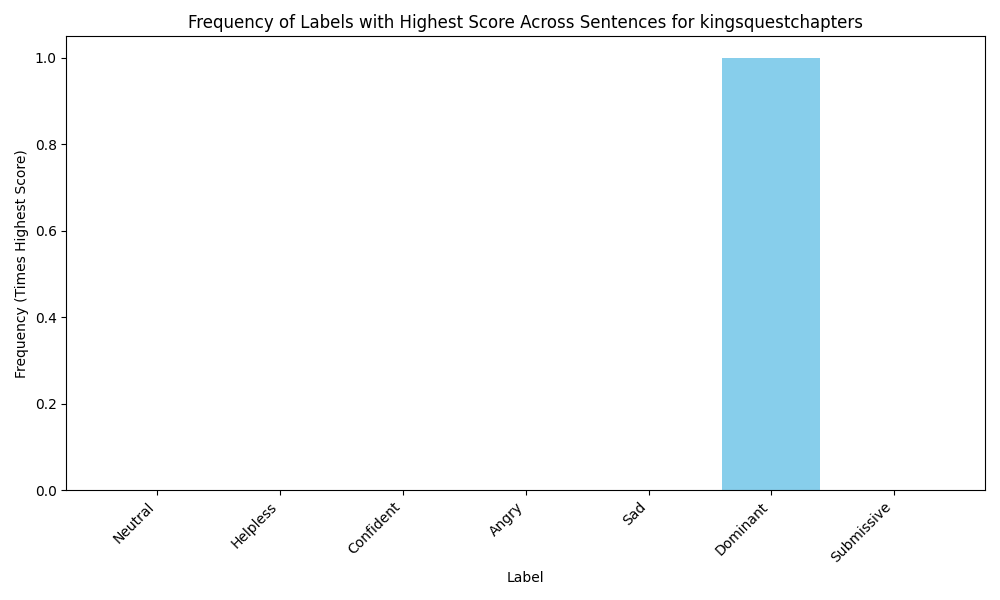 Frequency of Labels with Highest Score Across Sentences for kingsquestchapters
Frequency (Times Highest Score)
1.0
0.8
0.6
0.4
0.2
0.0
Neutral
Helpless
Confident
Angry
Sad
Dominant
Submissive
Label